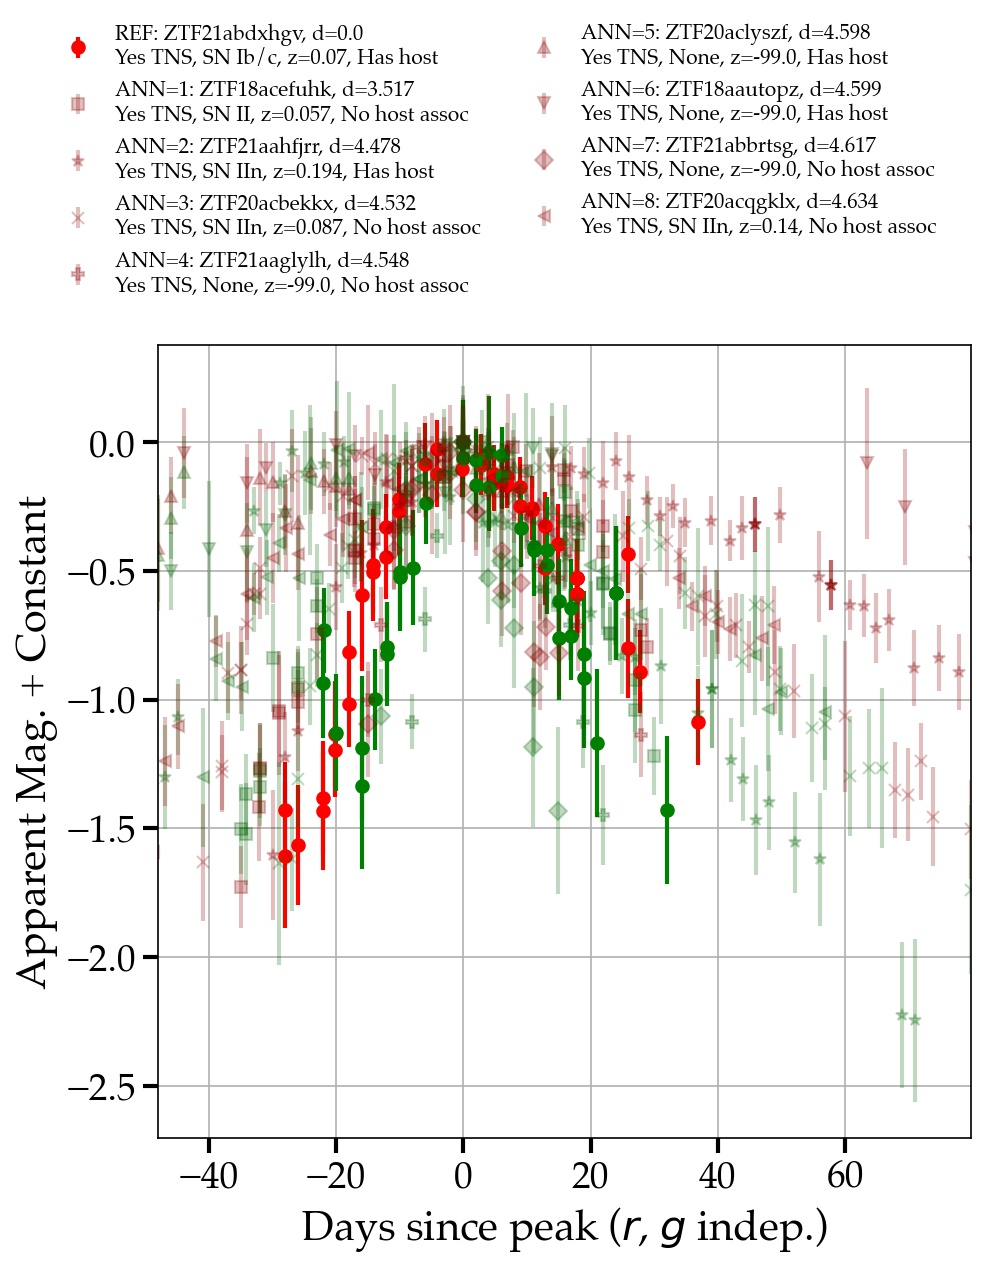 REF: ZTF21abdxhgv, d=0.0
Yes TNS, SN Ib/c, z=0.07, Has host
ANN=1: ZTF18acefuhk, d=3.517
Yes TNS, SN II, z=0.057, No host assoc
ANN=2: ZTF21aahfjrr, d=4.478
Yes TNS, SN IIn, z=0.194, Has host
ANN=3: ZTF20acbekkx, d=4.532
Yes TNS, SN IIn, z=0.087, No host assoc
ANN=4: ZTF21aaglylh, d=4.548
Yes TNS, None, z=-99.0, No host assoc
ANN=5: ZTF20aclyszf, d=4.598
Yes TNS, None, z=-99.0, Has host
ANN=6: ZTF18aautopz, d=4.599
Yes TNS, None, z=-99.0, Has host
ANN=7: ZTF21abbrtsg, d=4.617
Yes TNS, None, z=-99.0, No host assoc
ANN=8: ZTF20acqgklx, d=4.634
Yes TNS, SN IIn, z=0.14, No host assoc
Apparent Mag. + Constant
0.0
−0.5
−1.0
−1.5
−2.0
−2.5
−40 −20 0 20 40 60
Days since peak (r, g indep.)